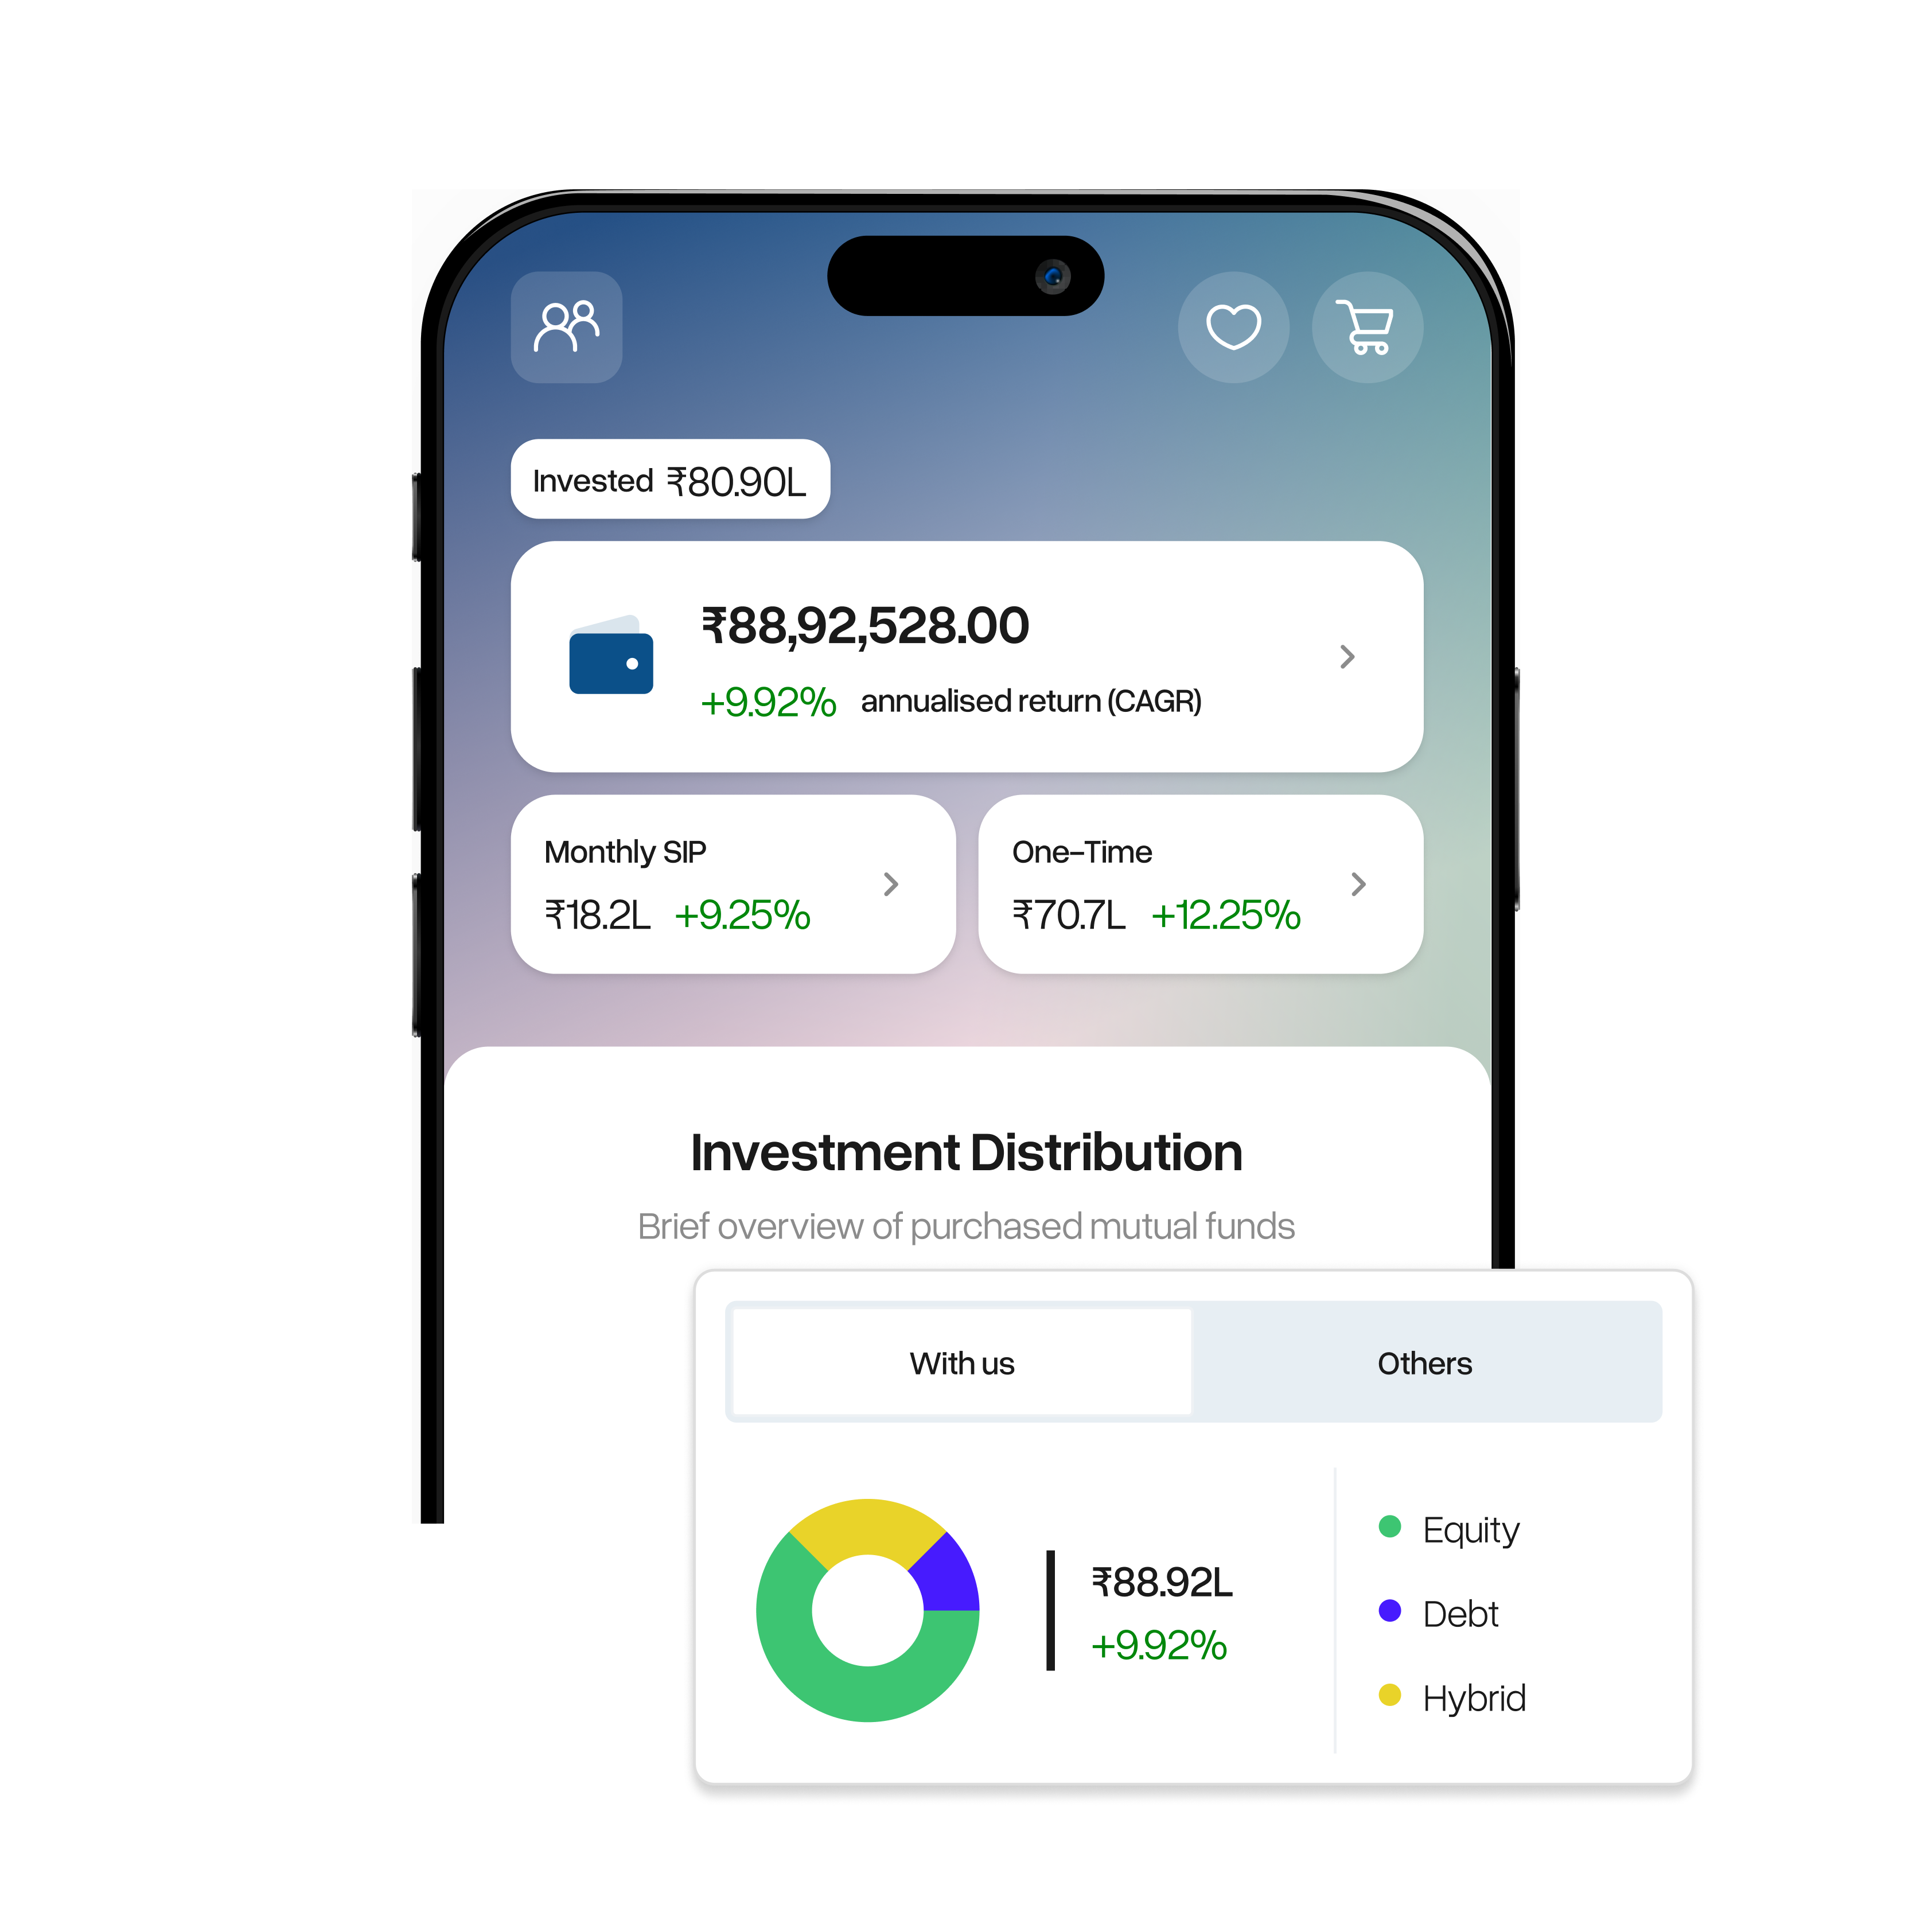 Invested ₹80.90L
₹88,92,528.00
+9.92% annualised return (CAGR)
Monthly SIP
₹18.2L +9.25%
One-Time
₹70.7L +12.25%
Investment Distribution
Brief overview of purchased mutual funds
With us
Others
₹88.92L
+9.92%
Equity
Debt
Hybrid